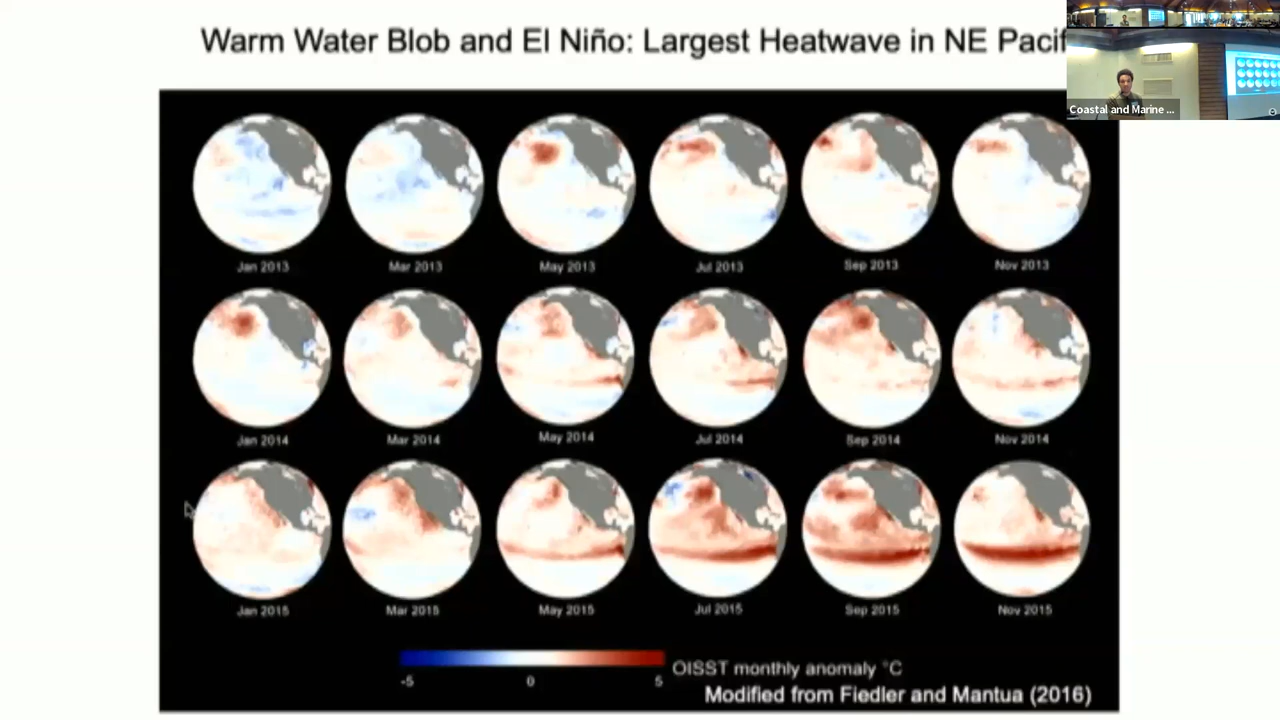 Warm Water Blob and El Niño: Largest Heatwave in NE Pacif
Coastal and Marine ...
Jan 2013
Mar 2013
May 2013
Jul 2013
Sep 2013
Nov 2013
Jan 2014
Mar 2014
May 2014
Jul 2014
Sep 2014
Nov 2014
Jan 2015
Mar 2015
May 2015
Jul 2015
Sep 2015
Nov 2015
OISST monthly anomaly °C
-5 0 5
Modified from Fiedler and Mantua (2016)